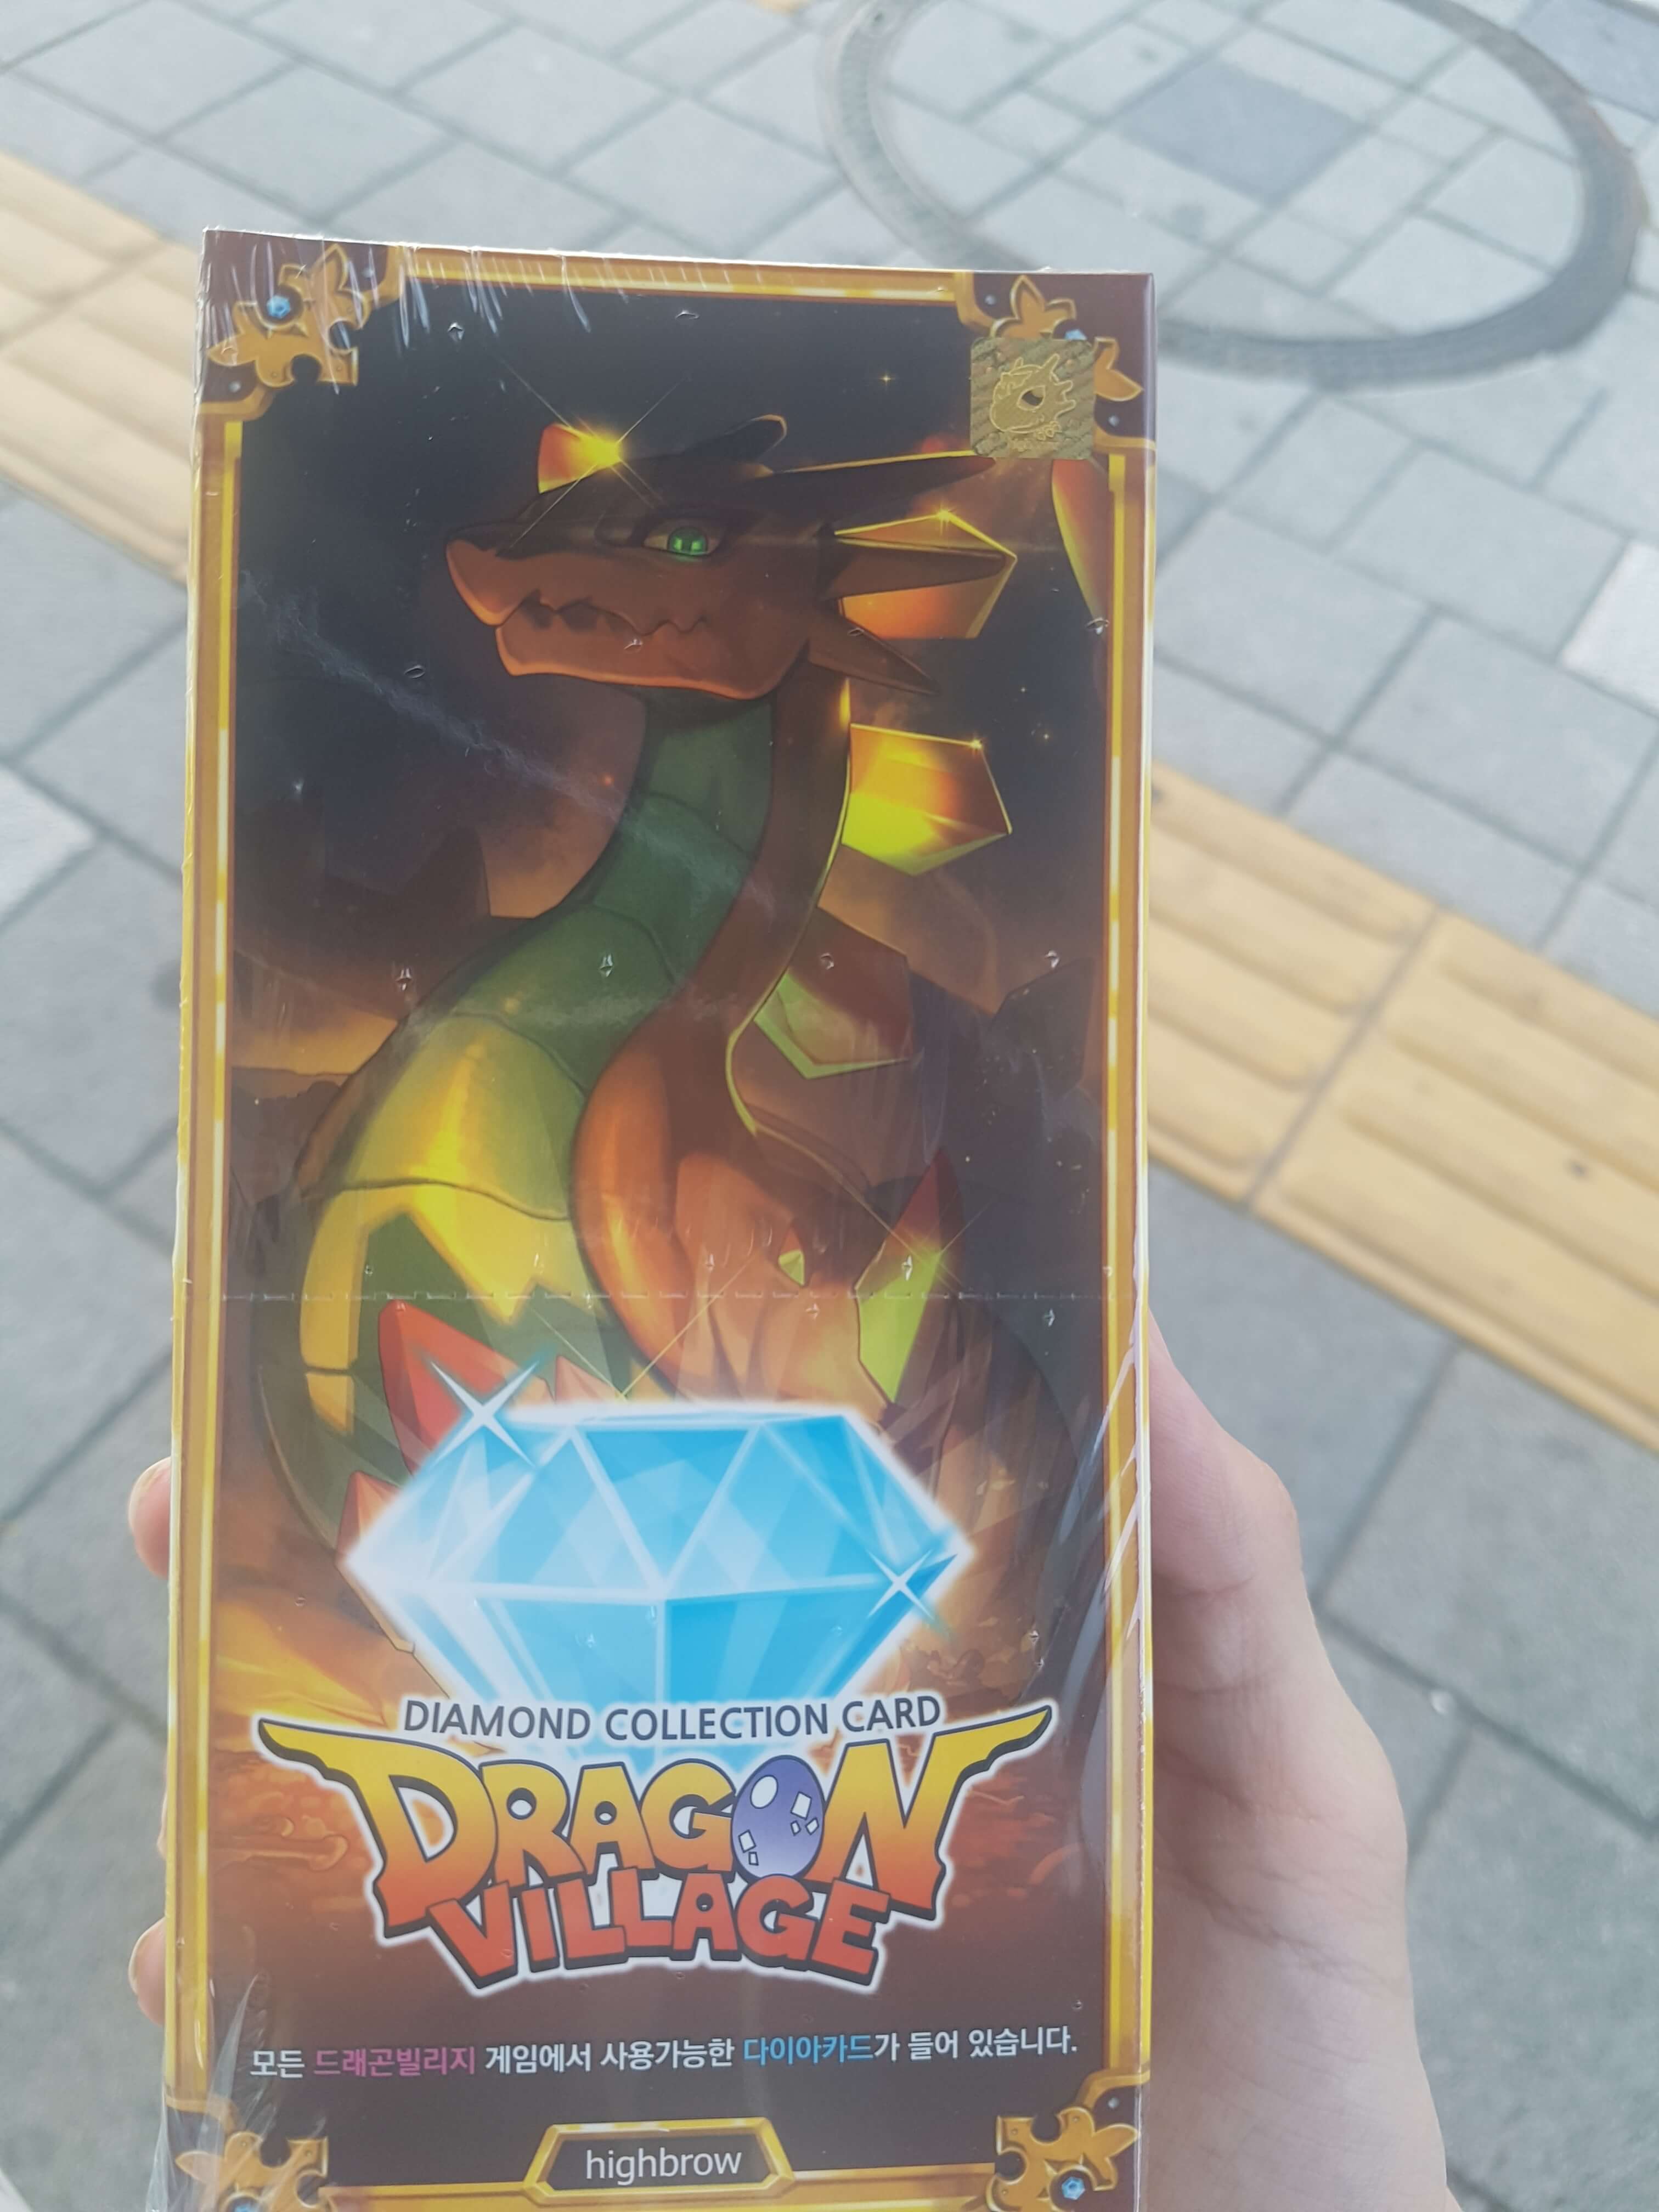 DIAMOND COLLECTION CARD
DRAGON
VILLAGE
모든 드래곤빌리지 게임에서 사용가능한 다이아카드가 들어 있습니다.
highbrow